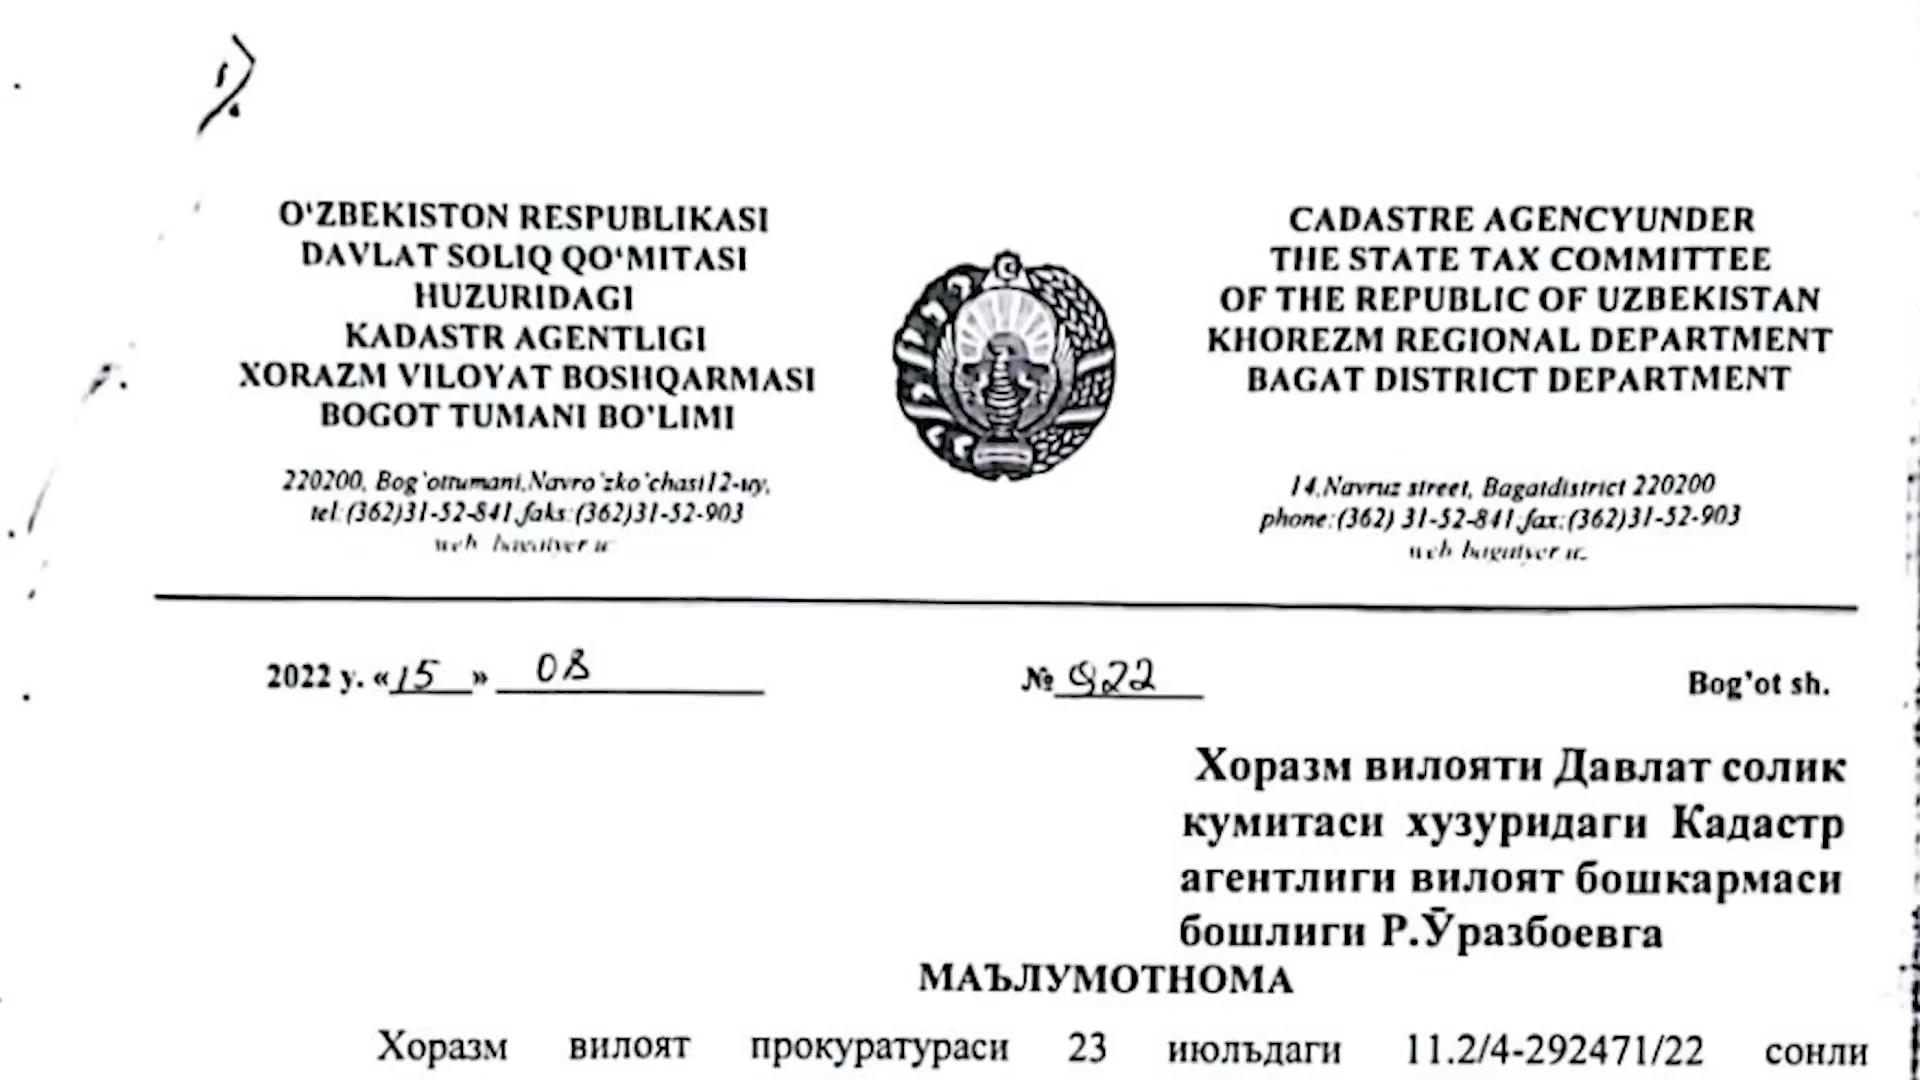 O‘ZBEKISTON RESPUBLIKASI
DAVLAT SOLIQ QO‘MITASI
HUZURIDAGI
KADASTR AGENTLIGI
XORAZM VILOYAT BOSHQARMASI
BOGOT TUMANI BO’LIMI
220200, Bog‘ottumani,Navro‘zko‘chasi12-uy,
tel:(362)31-52-841,faks:(362)31-52-903
CADASTRE AGENCYUNDER
THE STATE TAX COMMITTEE
OF THE REPUBLIC OF UZBEKISTAN
KHOREZM REGIONAL DEPARTMENT
BAGAT DISTRICT DEPARTMENT
14,Navruz street, Bagatdistrict 220200
phone:(362) 31-52-841,fax:(362)31-52-903
2022 y. «15» 08
№ 922
Bog’ot sh.
Хоразм вилояти Давлат солик
кумитаси хузуридаги Кадастр
агентлиги вилоят бошкармаси
бошлиги Р.Ўразбоевга
МАЪЛУМОТНОМА
Хоразм вилоят прокуратураси 23 июлъдаги 11.2/4-292471/22 сонли